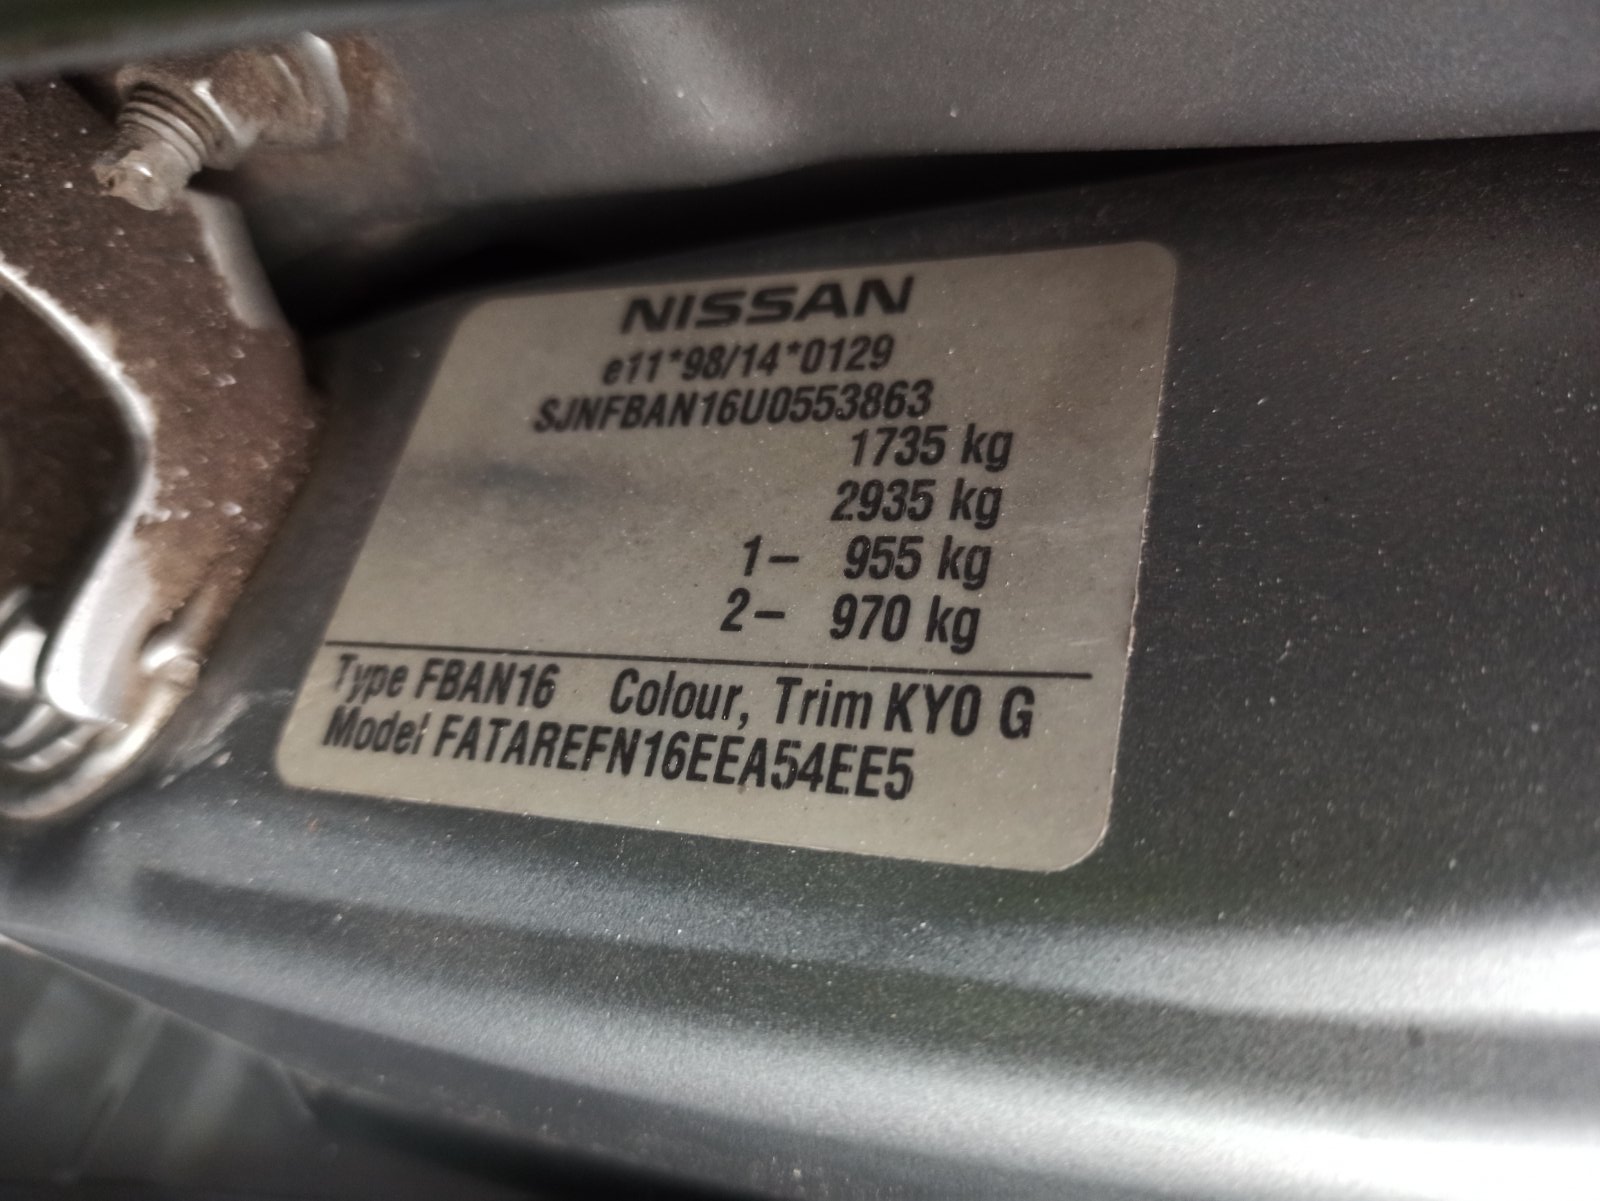 NISSAN
e11*98/14*0129
SJNFBAN16U0553863
1735 kg
2935 kg
1- 955 kg
2- 970 kg
Type FBAN16 Colour, Trim KY0 G
Model FATAREFN16EEA54EE5